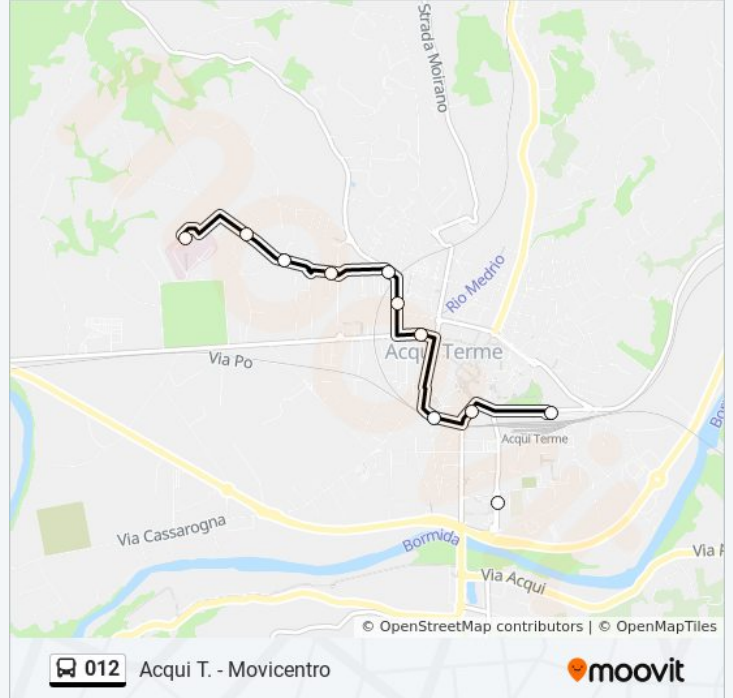 Strada Moirano
Rio Medrio
Via Po
Acqui Terme
Acqui Terme
Via Cassarogna
Bormida
Via Acqui
© OpenStreetMap contributors | © OpenMapTiles
012 Acqui T. - Movicentro
moovit